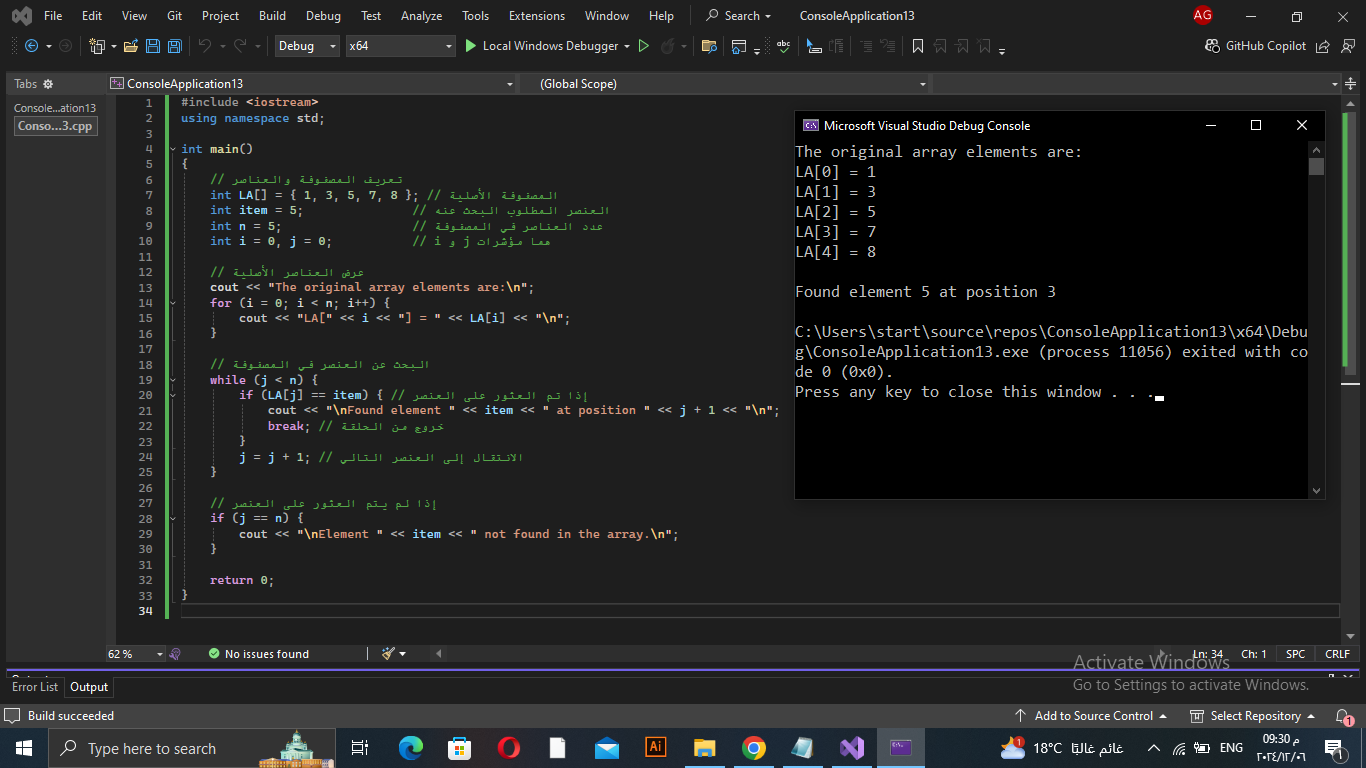 File Edit View Git Project Build Debug Test Analyze Tools Extensions Window Help Search ConsoleApplication13 AG
Debug x64 Local Windows Debugger GitHub Copilot
Tabs ConsoleApplication13 (Global Scope)
Console...ation13
Conso...3.cpp
1 #include <iostream>
2 using namespace std;
3
4 int main()
5 {
6 // تعريف المصفوفة والعناصر
7 int LA[] = { 1, 3, 5, 7, 8 }; // المصفوفة الأصلية
8 int item = 5; // العنصر المطلوب البحث عنه
9 int n = 5; // عدد العناصر في المصفوفة
10 int i = 0, j = 0; // i و j هما مؤشرات
11
12 // عرض العناصر الأصلية
13 cout << "The original array elements are:\n";
14 for (i = 0; i < n; i++) {
15 cout << "LA[" << i << "] = " << LA[i] << "\n";
16 }
17
18 // البحث عن العنصر في المصفوفة
19 while (j < n) {
20 if (LA[j] == item) { // إذا تم العثور على العنصر
21 cout << "\nFound element " << item << " at position " << j + 1 << "\n";
22 break; // خروج من الحلقة
23 }
24 j = j + 1; // الانتقال إلى العنصر التالي
25 }
26
27 // إذا لم يتم العثور على العنصر
28 if (j == n) {
29 cout << "\nElement " << item << " not found in the array.\n";
30 }
31
32 return 0;
33 }
34
Microsoft Visual Studio Debug Console
The original array elements are:
LA[0] = 1
LA[1] = 3
LA[2] = 5
LA[3] = 7
LA[4] = 8
Found element 5 at position 3
C:\Users\start\source\repos\ConsoleApplication13\x64\Debu
g\ConsoleApplication13.exe (process 11056) exited with co
de 0 (0x0).
Press any key to close this window . . .
62 % No issues found Ln: 34 Ch: 1 SPC CRLF
Activate Windows
Go to Settings to activate Windows.
Error List Output
Build succeeded Add to Source Control Select Repository 1
Type here to search Ai 18°C غائم غالبًا ENG 09:30 م 1
٢٠٢٤/١٢/٠٦